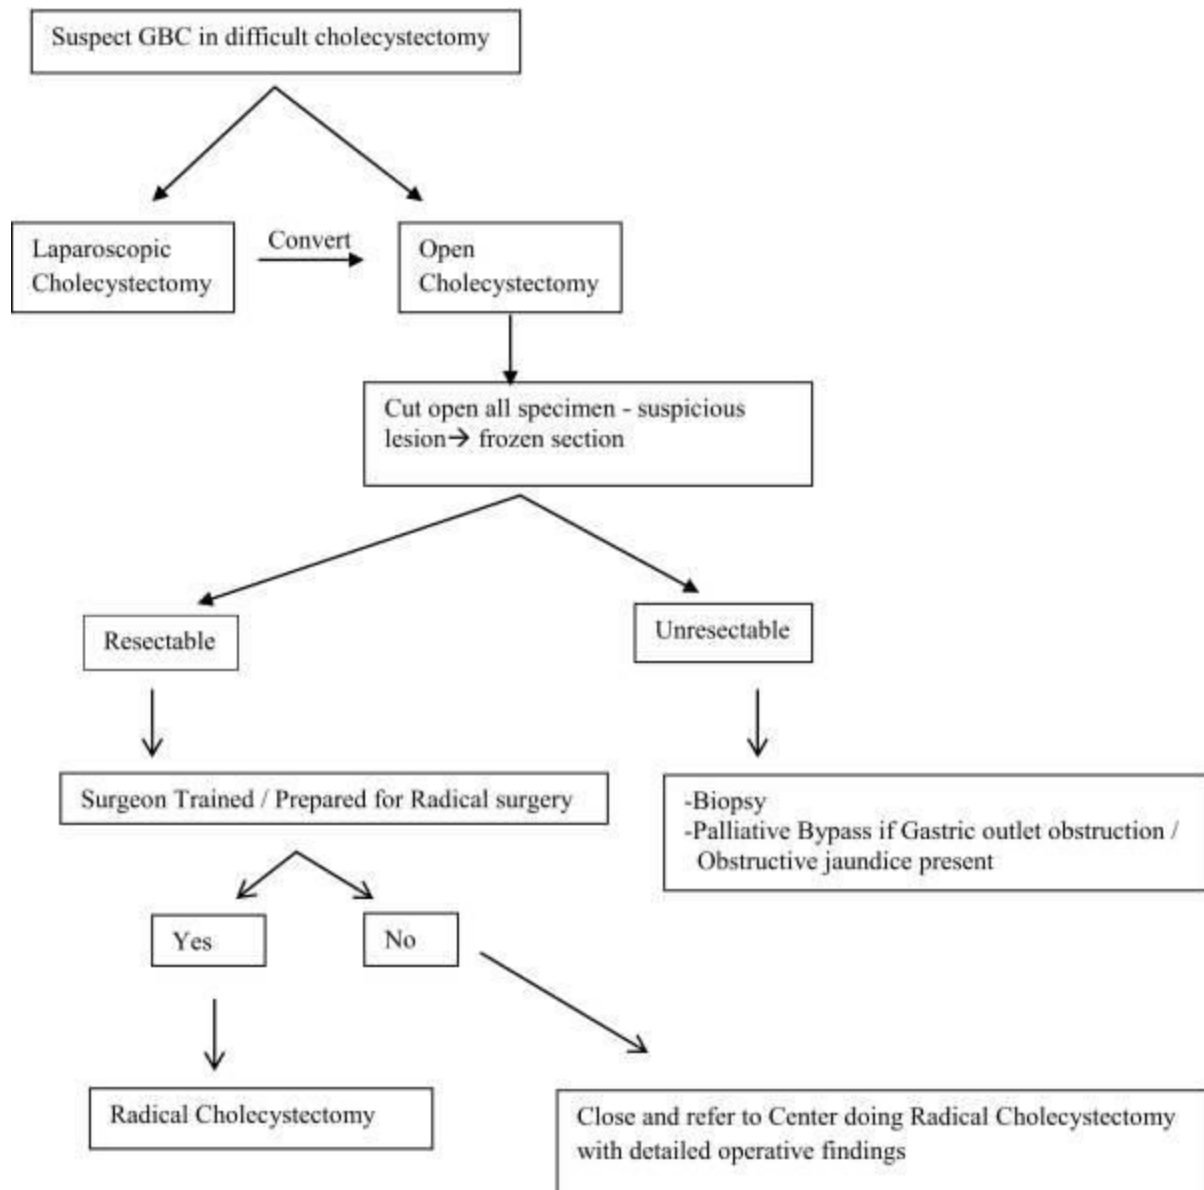 Suspect GBC in difficult cholecystectomy
Laparoscopic
Cholecystectomy
Convert
Open
Cholecystectomy
Cut open all specimen - suspicious
lesion→ frozen section
Resectable
Unresectable
Surgeon Trained / Prepared for Radical surgery
-Biopsy
-Palliative Bypass if Gastric outlet obstruction /
Obstructive jaundice present
Yes
No
Radical Cholecystectomy
Close and refer to Center doing Radical Cholecystectomy
with detailed operative findings